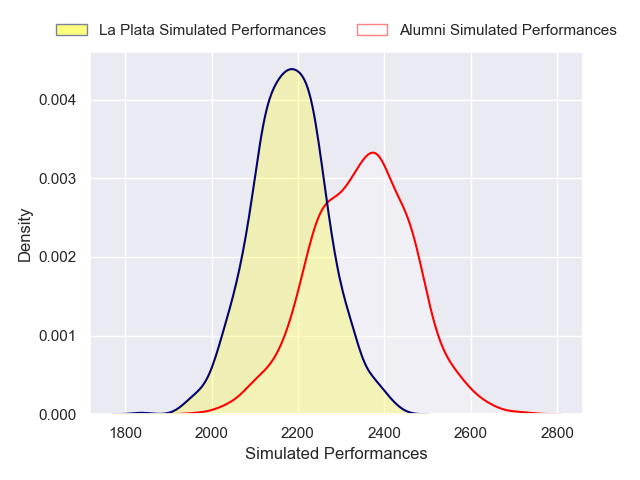 La Plata Simulated Performances
Alumni Simulated Performances
0.004
0.003
0.002
0.001
0.000
Density
1800 2000 2200 2400 2600 2800
Simulated Performances